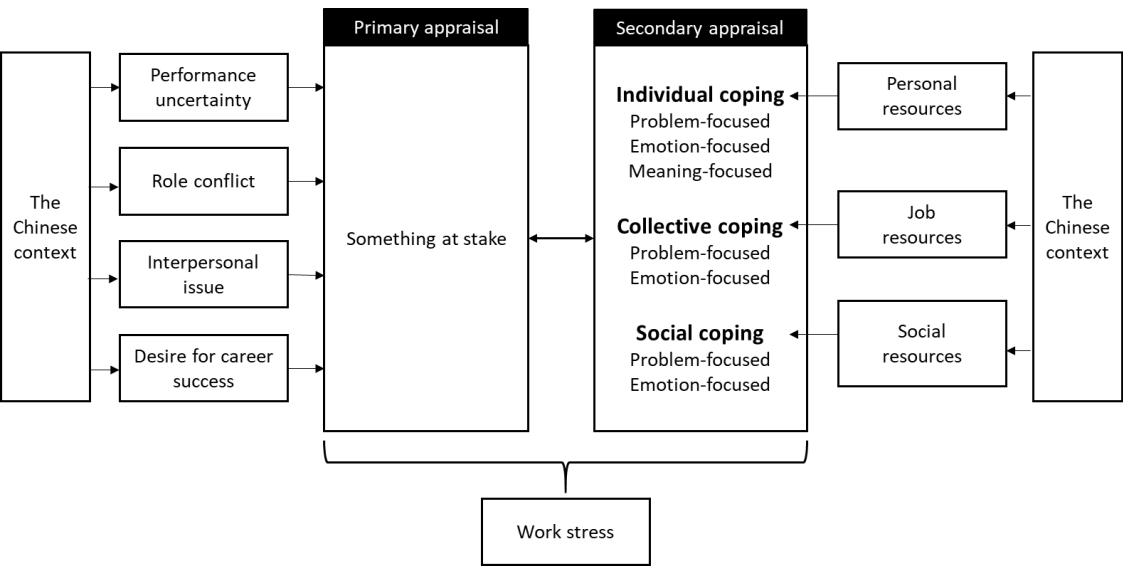 Primary appraisal
Secondary appraisal
The
Chinese
context
Performance
uncertainty
Role conflict
Interpersonal
issue
Desire for career
success
Something at stake
Individual coping
Problem-focused
Emotion-focused
Meaning-focused
Collective coping
Problem-focused
Emotion-focused
Social coping
Problem-focused
Emotion-focused
Personal
resources
Job
resources
Social
resources
The
Chinese
context
Work stress